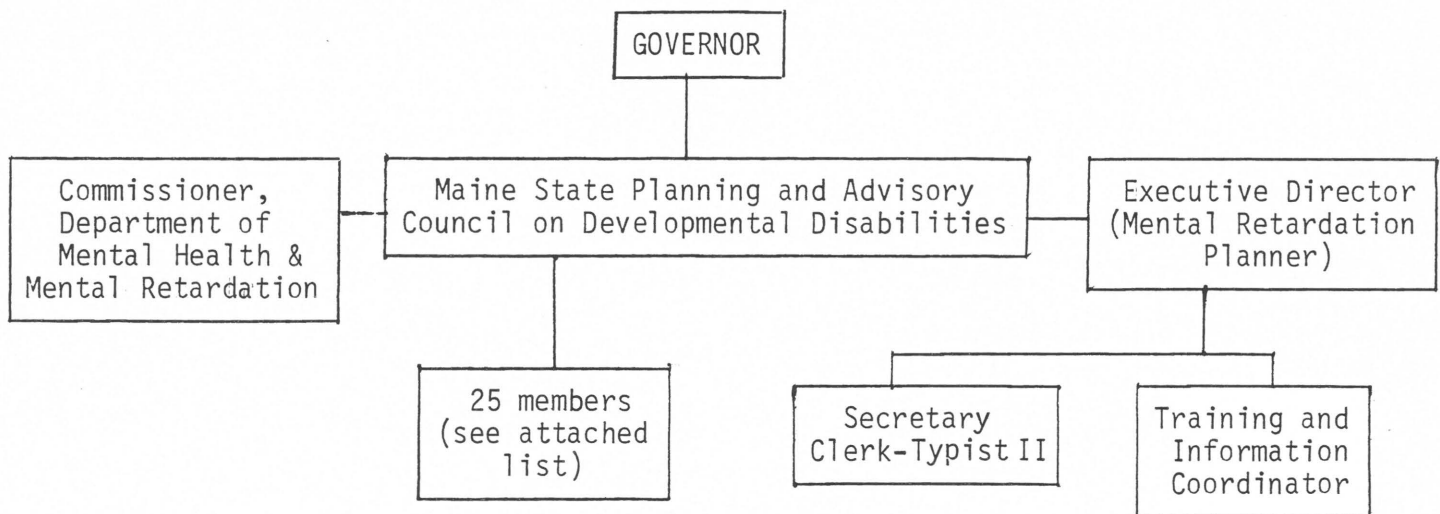 GOVERNOR
Commissioner,
Department of
Mental Health &
Mental Retardation
Maine State Planning and Advisory
Council on Developmental Disabilities
Executive Director
(Mental Retardation
Planner)
25 members
(see attached
list)
Secretary
Clerk-Typist II
Training and
Information
Coordinator